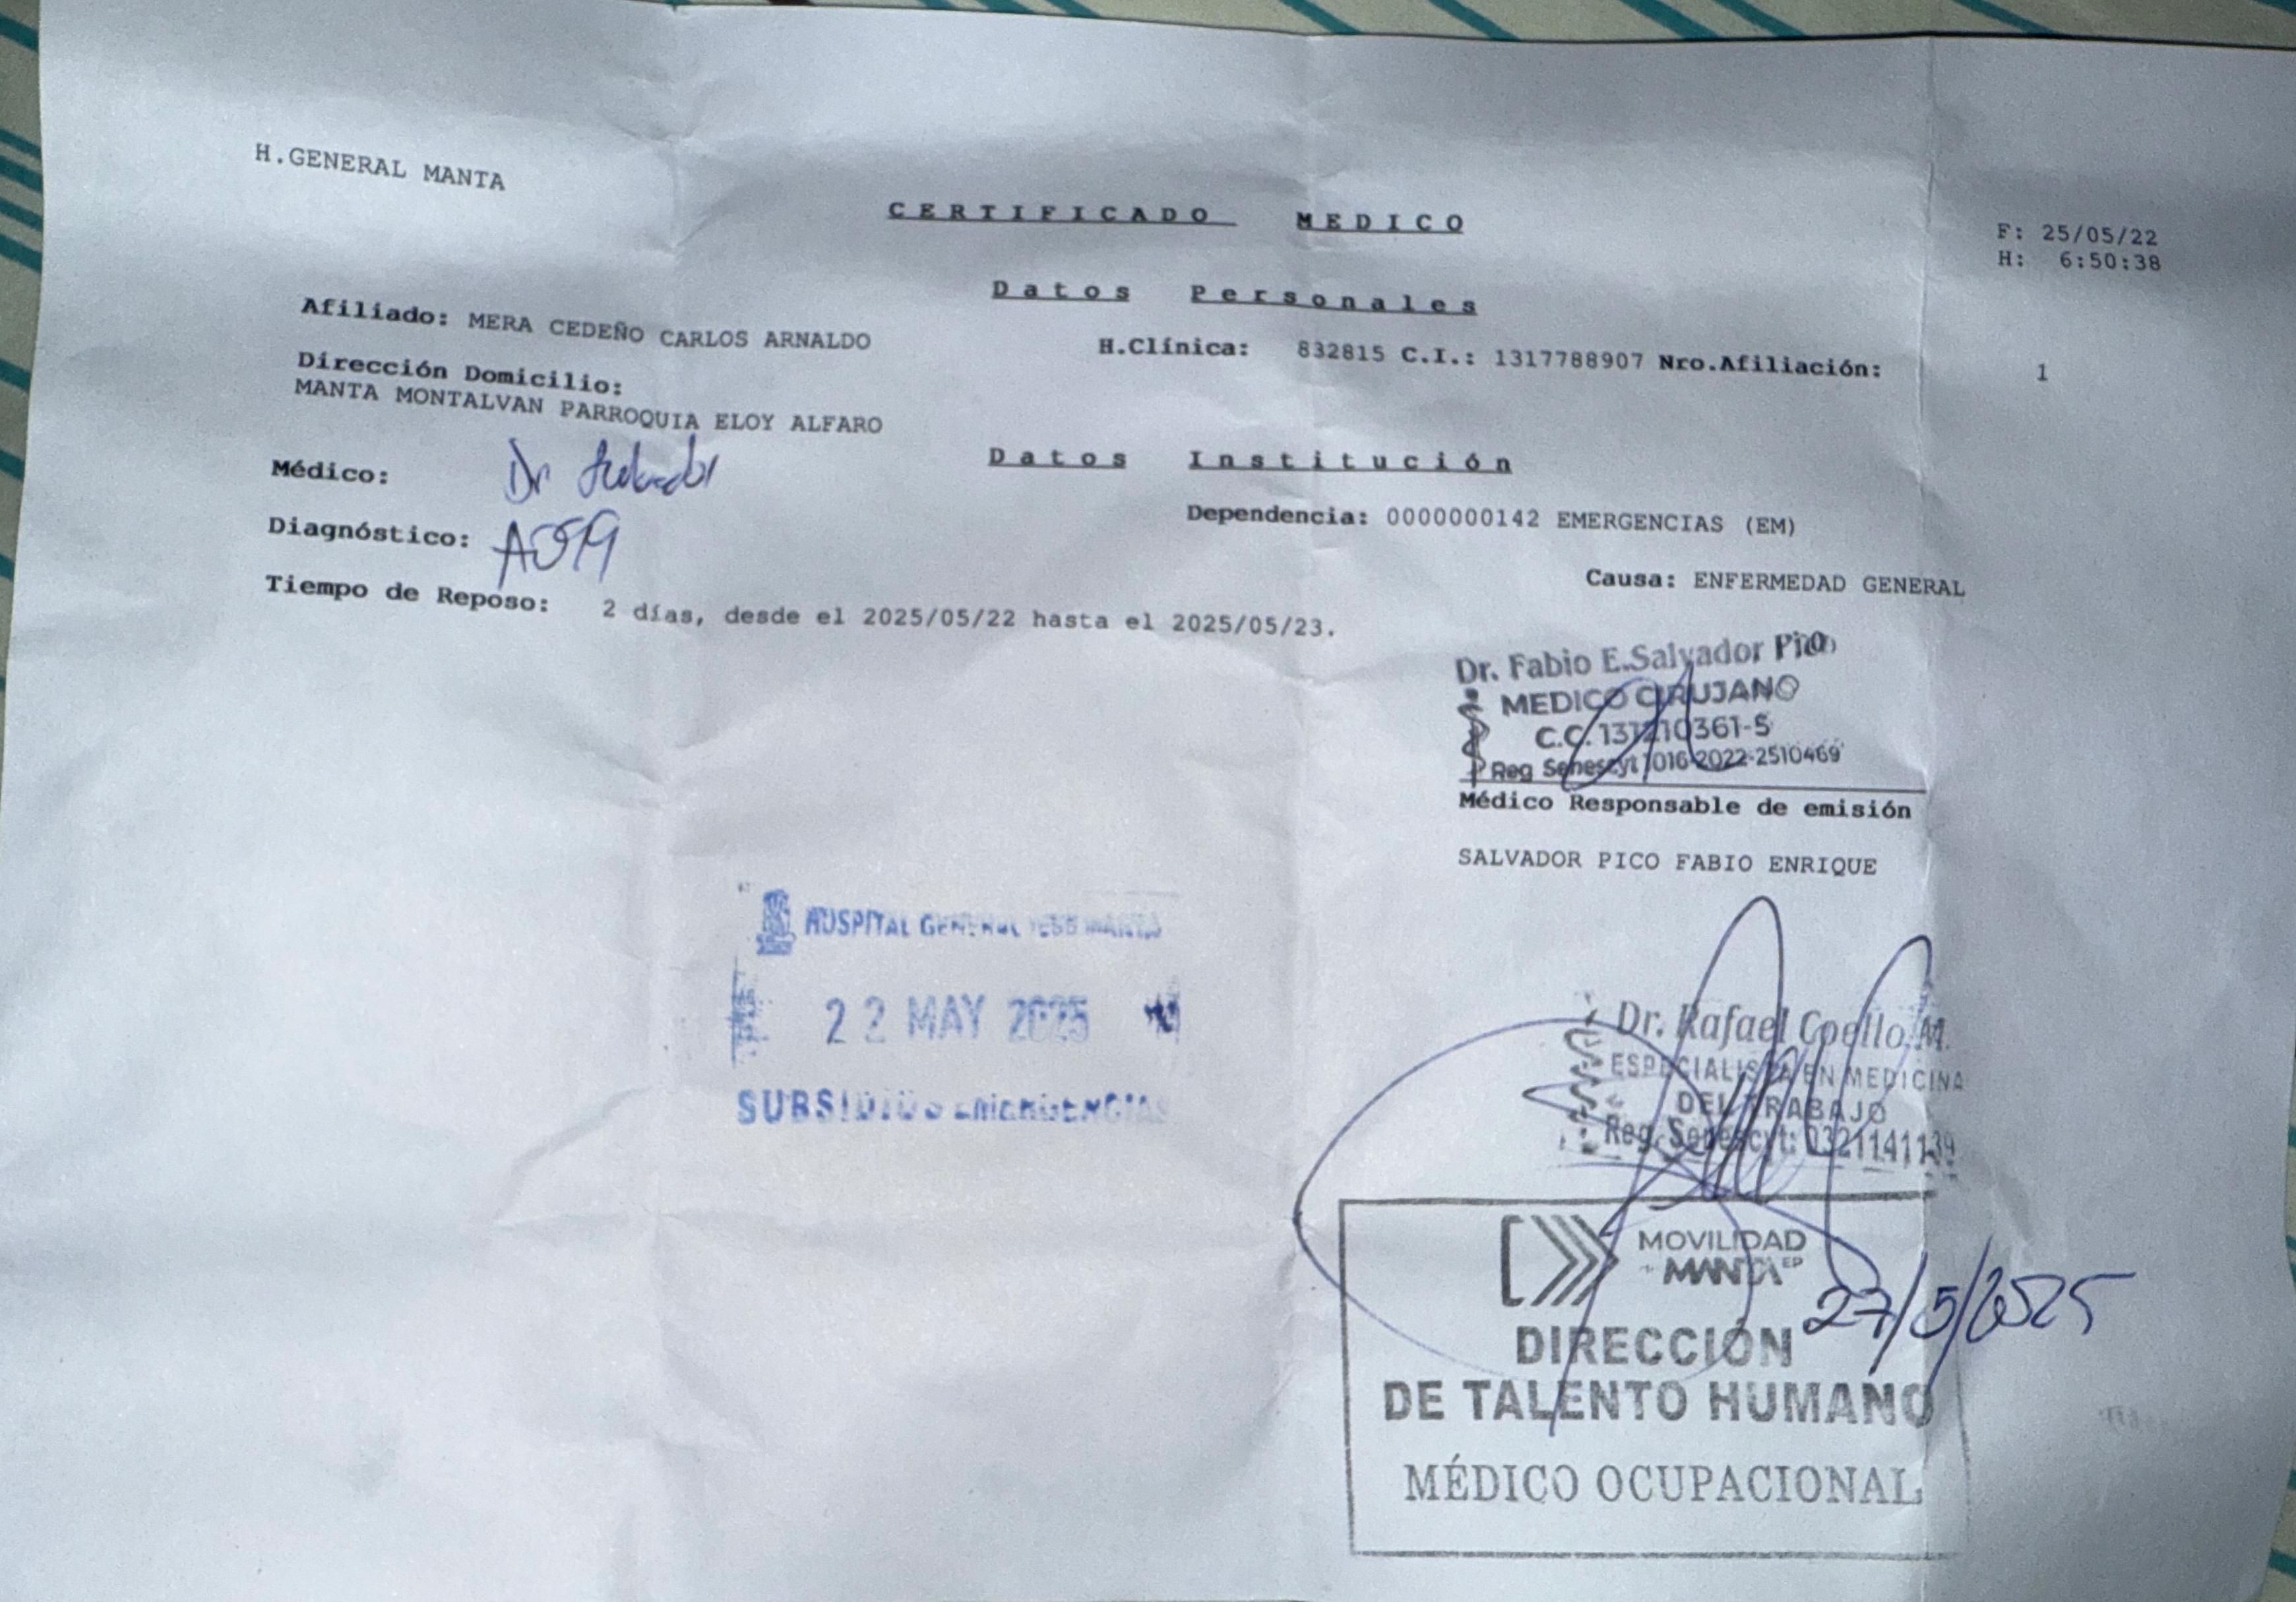 H.GENERAL MANTA
CERTIFICADO MEDICO
F: 25/05/22
H: 6:50:38
Datos Personales
Afiliado: MERA CEDEÑO CARLOS ARNALDO
H.Clínica: 832815 C.I.: 1317788907 Nro.Afiliación: 1
Dirección Domicilio:
MANTA MONTALVAN PARROQUIA ELOY ALFARO
Datos Institución
Médico: Dr Salvador
Dependencia: 0000000142 EMERGENCIAS (EM)
Diagnóstico: A09
Causa: ENFERMEDAD GENERAL
Tiempo de Reposo: 2 días, desde el 2025/05/22 hasta el 2025/05/23.
Dr. Fabio E.Salvador Pico
MEDICO CIRUJANO
C.C. 131210361-5
Reg Senescyt 1016-2022-2510469
Médico Responsable de emisión
SALVADOR PICO FABIO ENRIQUE
HOSPITAL GENERAL IESS MANTA
22 MAY 2025
SUBSIDIOS EMERGENCIAS
Dr. Rafael Coello M.
ESPECIALISTA EN MEDICINA
DEL TRABAJO
Reg. Senescyt: 0321141139
MOVILIDAD
MANTA EP
27/5/2025
DIRECCIÓN
DE TALENTO HUMANO
MÉDICO OCUPACIONAL